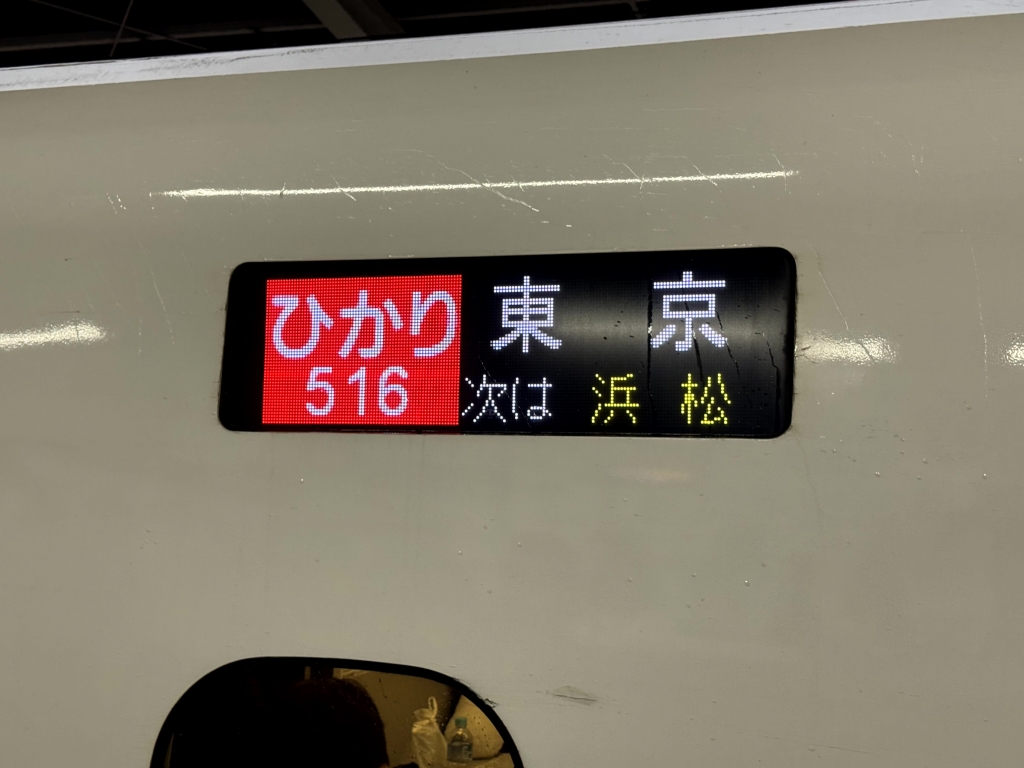 ひかり 東京
516 次は 浜松